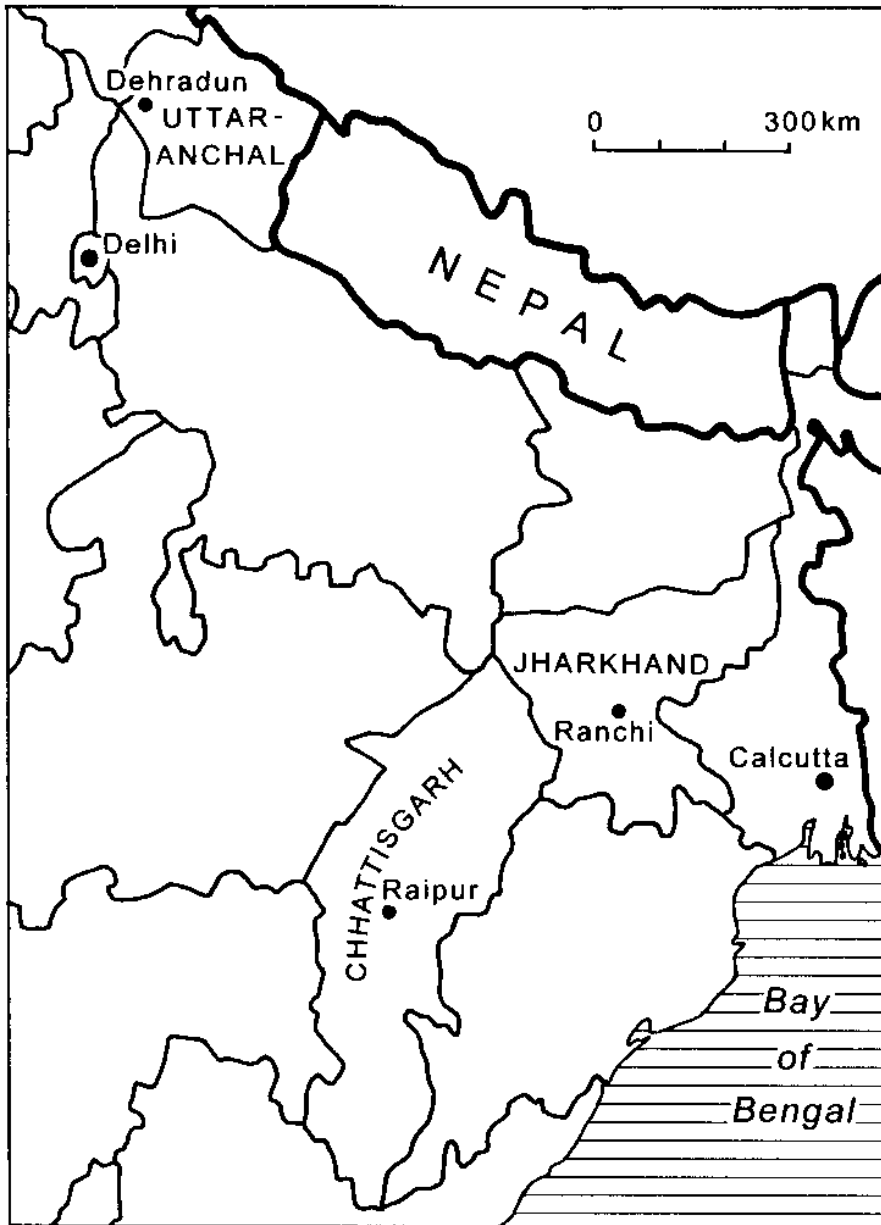 Dehradun
UTTAR-
ANCHAL
0 300km
Delhi
NEPAL
JHARKHAND
Ranchi
Calcutta
CHHATTISGARH
Raipur
Bay
of
Bengal